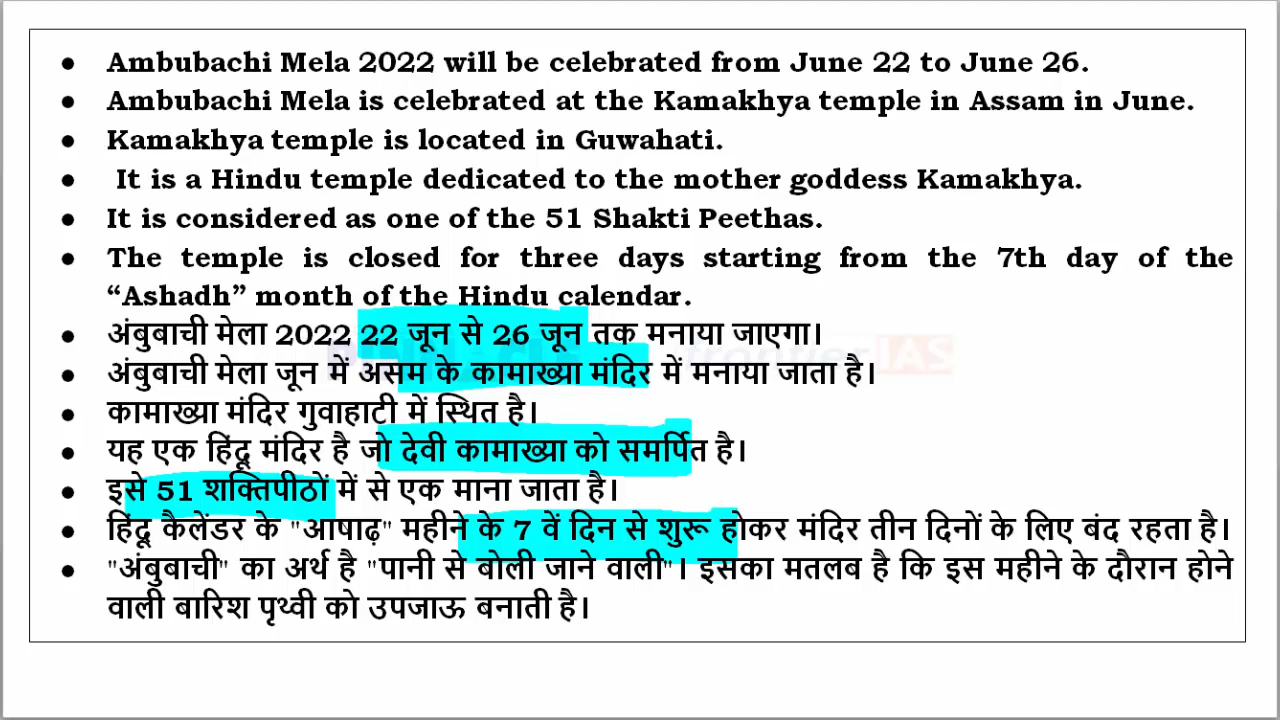 ● Ambubachi Mela 2022 will be celebrated from June 22 to June 26.
● Ambubachi Mela is celebrated at the Kamakhya temple in Assam in June.
● Kamakhya temple is located in Guwahati.
● It is a Hindu temple dedicated to the mother goddess Kamakhya.
● It is considered as one of the 51 Shakti Peethas.
● The temple is closed for three days starting from the 7th day of the
“Ashadh” month of the Hindu calendar.
● अंबुबाची मेला 2022 22 जून से 26 जून तक मनाया जाएगा।
● अंबुबाची मेला जून में असम के कामाख्या मंदिर में मनाया जाता है।
● कामाख्या मंदिर गुवाहाटी में स्थित है।
● यह एक हिंदू मंदिर है जो देवी कामाख्या को समर्पित है।
● इसे 51 शक्तिपीठों में से एक माना जाता है।
● हिंदू कैलेंडर के "आषाढ़" महीने के 7 वें दिन से शुरू होकर मंदिर तीन दिनों के लिए बंद रहता है।
● "अंबुबाची" का अर्थ है "पानी से बोली जाने वाली"। इसका मतलब है कि इस महीने के दौरान होने
वाली बारिश पृथ्वी को उपजाऊ बनाती है।